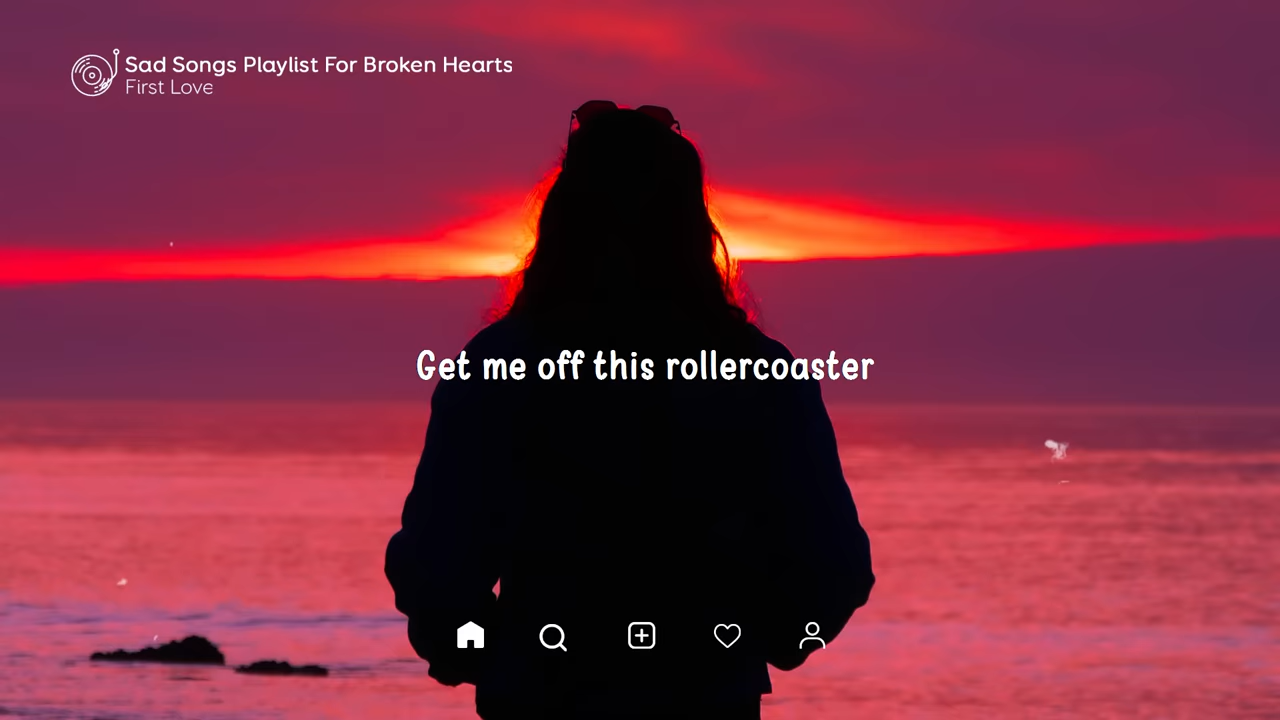 Sad Songs Playlist For Broken Hearts
First Love
Get me off this rollercoaster